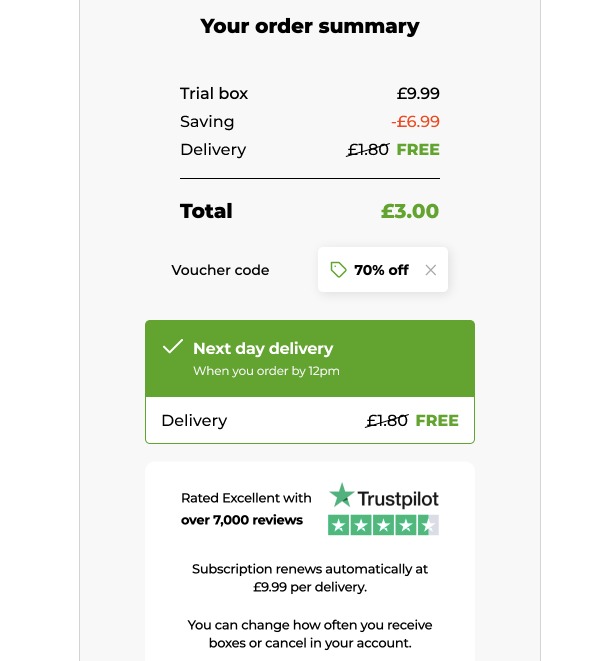 Your order summary
Trial box £9.99
Saving -£6.99
Delivery £1.80 FREE
Total £3.00
Voucher code 70% off
Next day delivery
When you order by 12pm
Delivery £1.80 FREE
Rated Excellent with
over 7,000 reviews
Trustpilot
Subscription renews automatically at
£9.99 per delivery.
You can change how often you receive
boxes or cancel in your account.